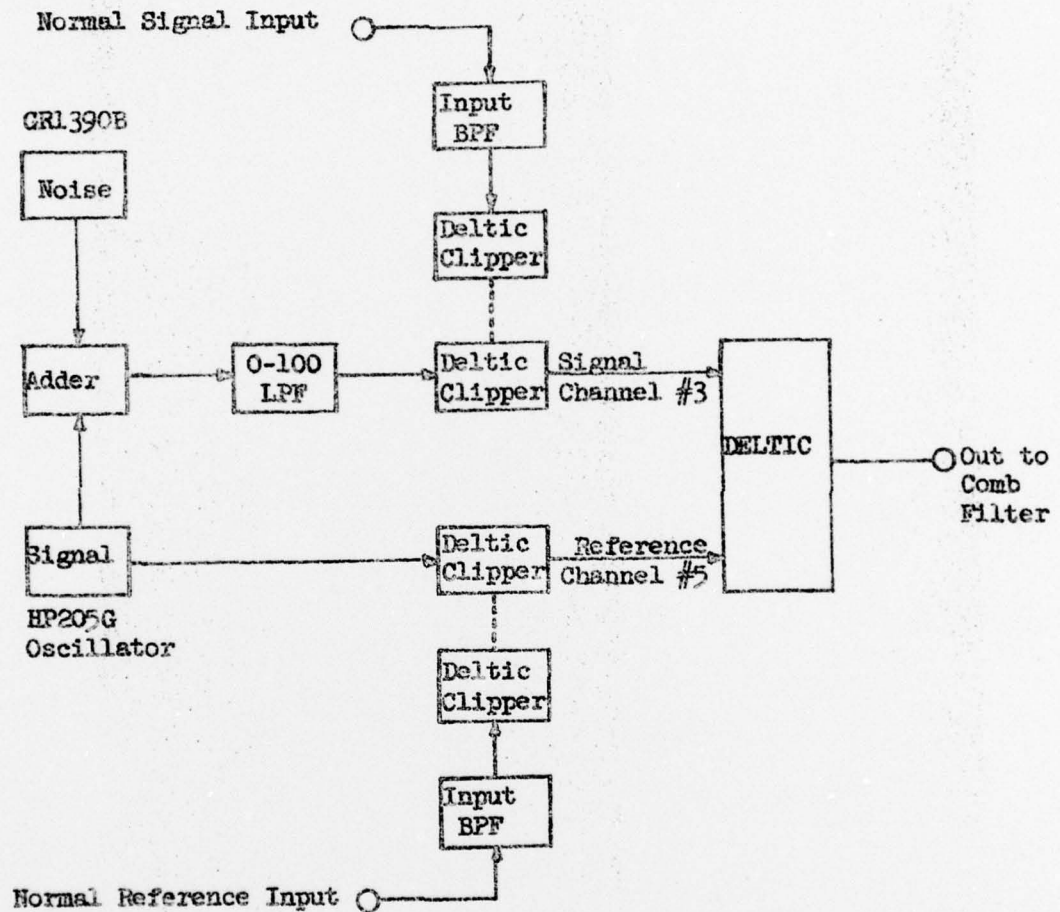 Normal Signal Input
Input
BPF
GR1390B
Noise
Deltic
Clipper
Adder
0-100
LPF
Deltic
Clipper
Signal
Channel #3
DELTIC
Out to
Comb
Filter
Signal
Deltic
Clipper
Reference
Channel #5
HP205G
Oscillator
Deltic
Clipper
Input
BPF
Normal Reference Input